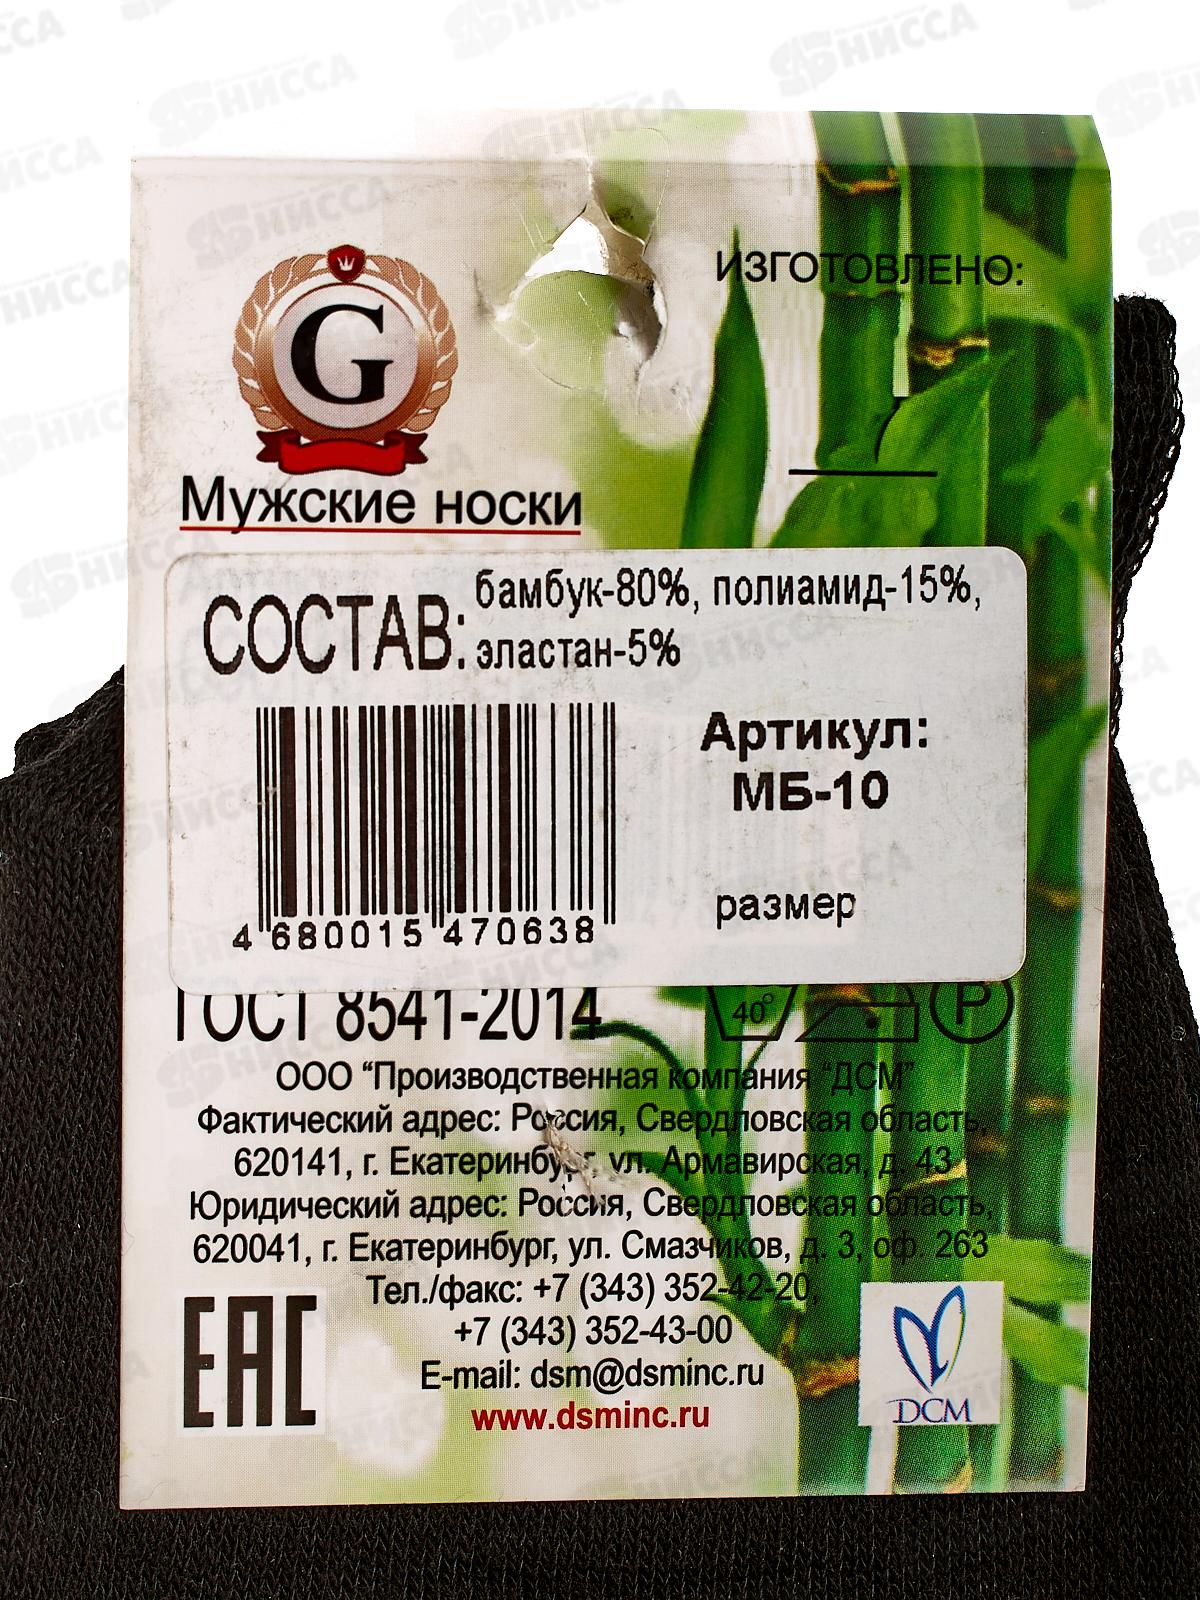 ИЗГОТОВЛЕНО:
G
Мужские носки
СОСТАВ: бамбук-80%, полиамид-15%,
эластан-5%
Артикул:
МБ-10
размер
4 680015 470638
ГОСТ 8541-2014
40°
P
ООО “Производственная компания “ДСМ”
Фактический адрес: Россия, Свердловская область,
620141, г. Екатеринбург, ул. Армавирская, д. 43
Юридический адрес: Россия, Свердловская область,
620041, г. Екатеринбург, ул. Смазчиков, д. 3, оф. 263
Тел./факс: +7 (343) 352-42-20,
+7 (343) 352-43-00
E-mail: dsm@dsminc.ru
www.dsminc.ru
ЕАС
DCM
НИССА